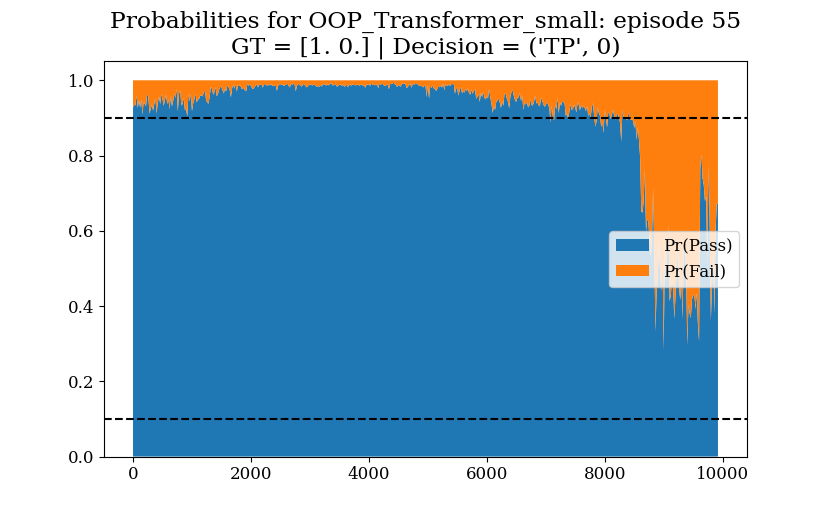 Probabilities for OOP_Transformer_small: episode 55
GT = [1. 0.] | Decision = ('TP', 0)
1.0
0.8
0.6
0.4
0.2
0.0
Pr(Pass)
Pr(Fail)
0 2000 4000 6000 8000 10000